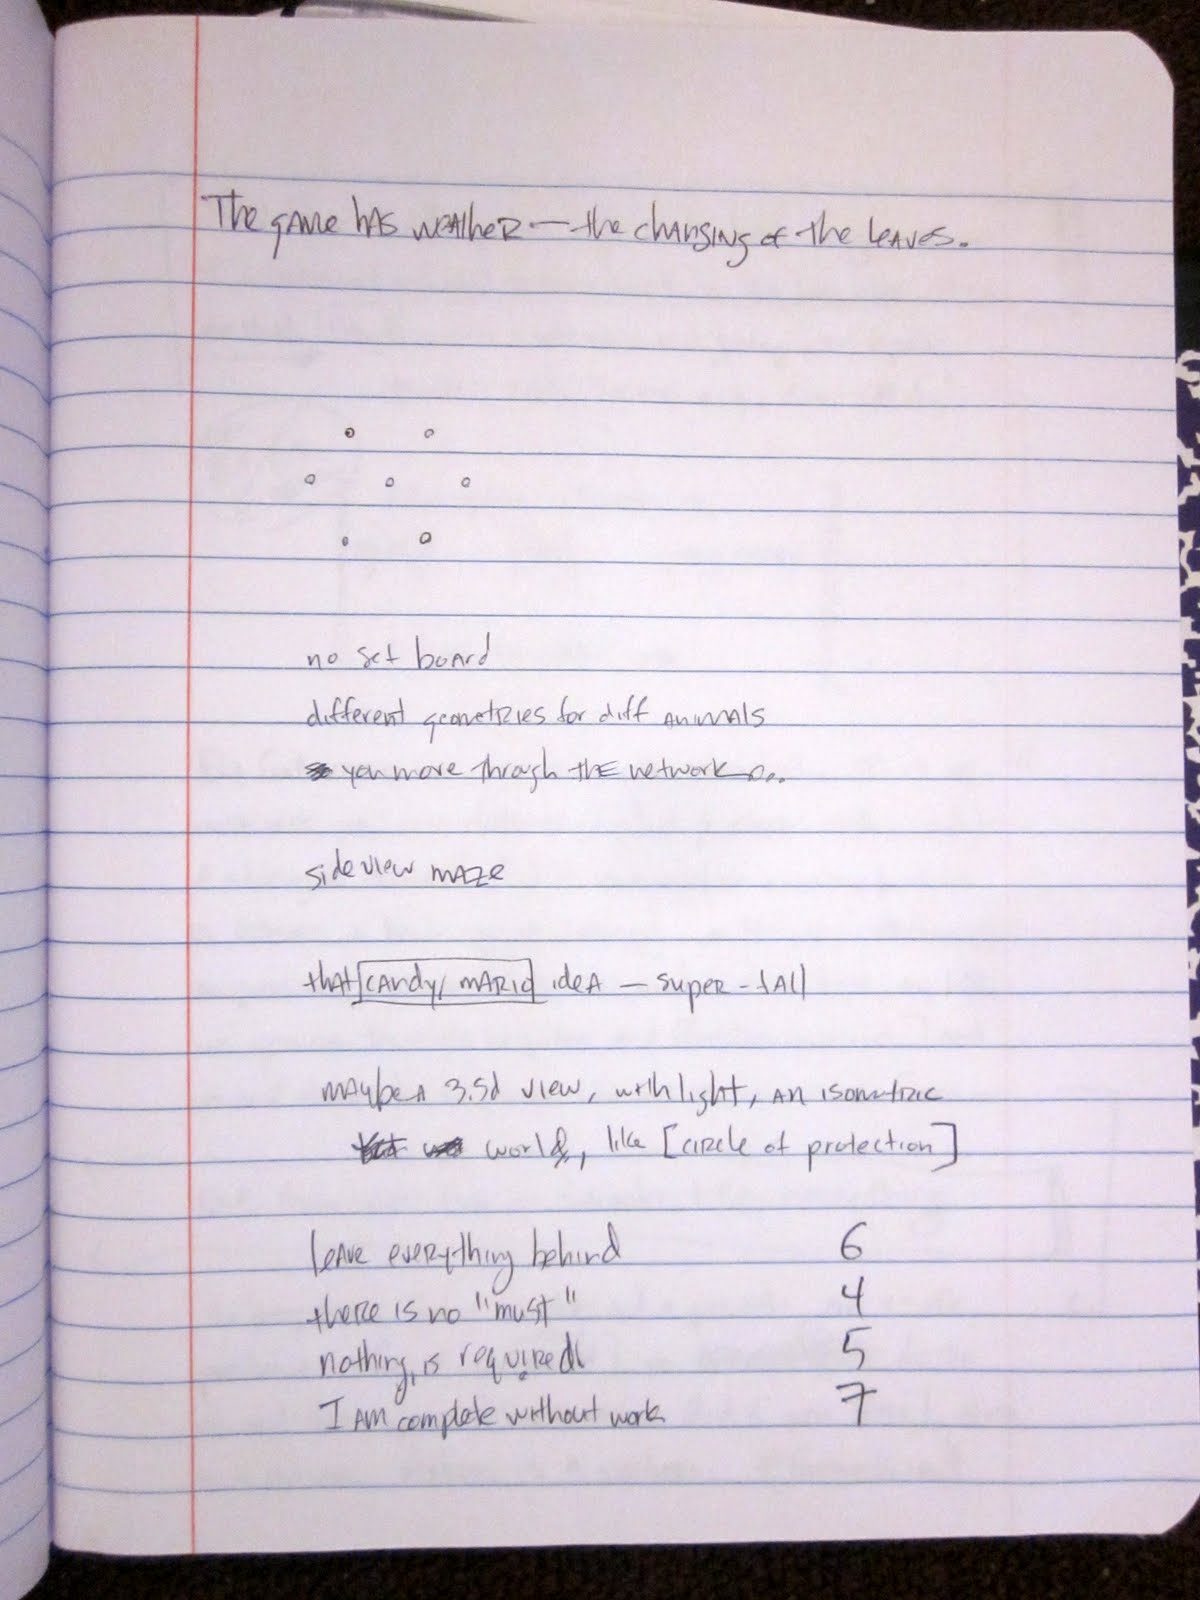 The game has weather — the changing of the leaves.
no set board
different geometries for diff animals
you move through the network...
side view maze
that candy/mario idea — super-tall
maybe a 3.5d view, with light, an isometric
world, like [circle of protection]
leave everything behind 6
there is no "must" 4
nothing is required 5
I am complete without work 7